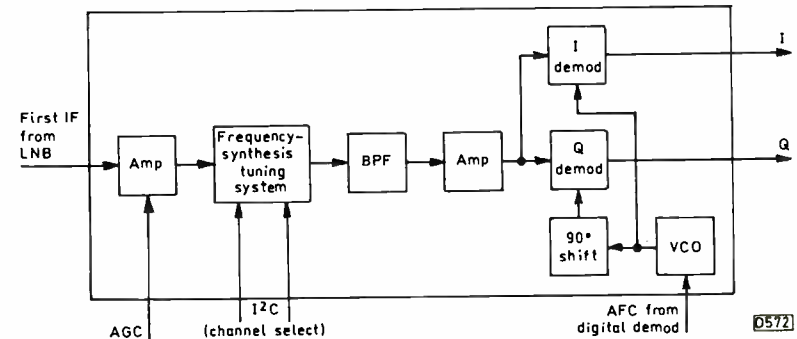 I
I
demod
First IF
from
LNB
Amp
Frequency-
synthesis
tuning
system
BPF
Amp
Q
demod
Q
90°
shift
VCO
AGC
I²C
(channel select)
AFC from
digital demod
D572